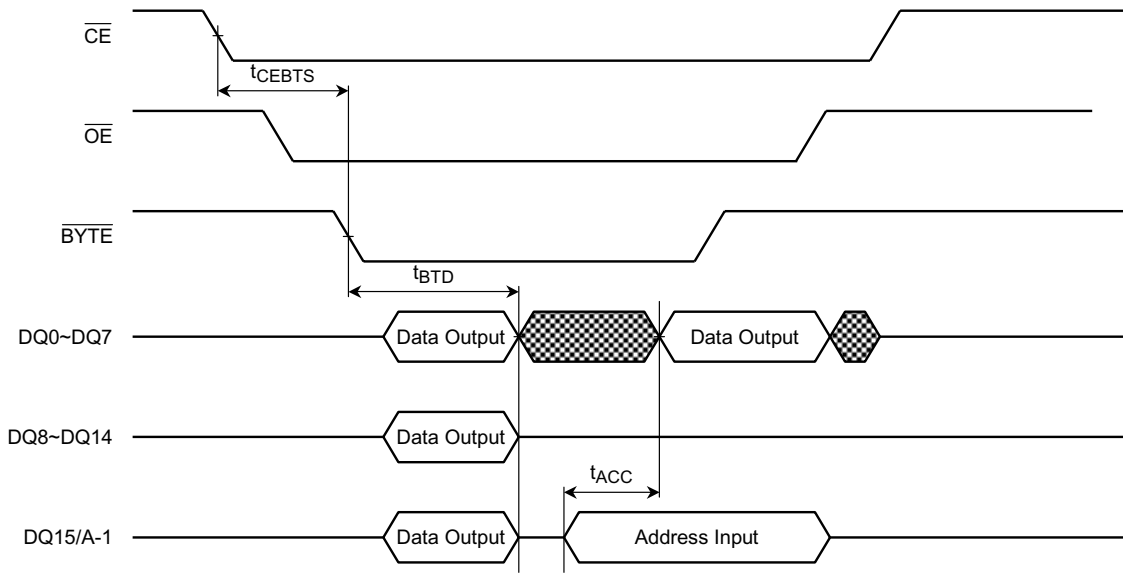 CE
tCEBTS
OE
BYTE
tBTD
DQ0~DQ7
Data Output
Data Output
DQ8~DQ14
Data Output
tACC
DQ15/A-1
Data Output
Address Input